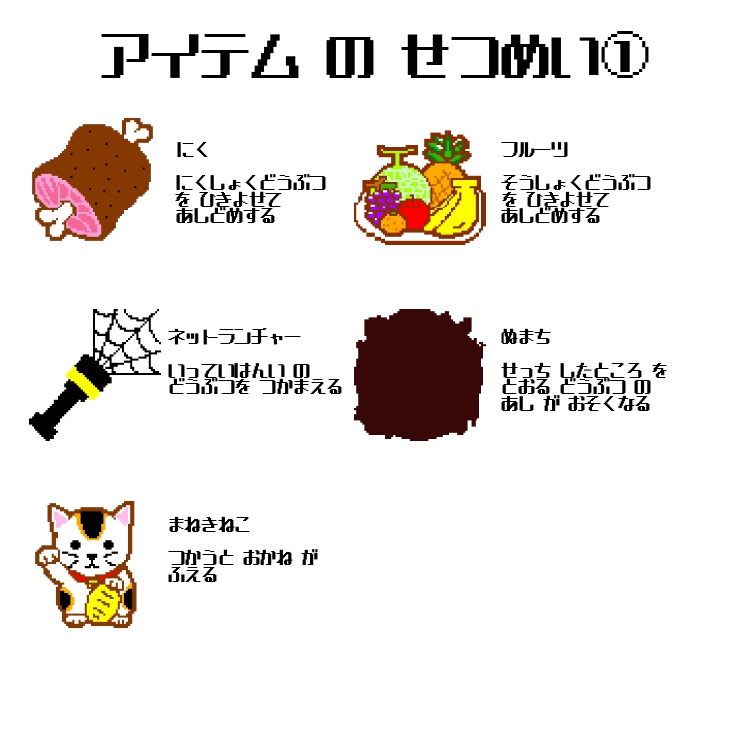 アイテム の せつめい①
にく
にくしょくどうぶつ
を ひきよせて
あしどめする
フルーツ
そうしょくどうぶつ
を ひきよせて
あしどめする
ネットランチャー
いっていはんい の
どうぶつを つかまえる
ぬまち
せっち したところ を
とおる どうぶつ の
あし が おそくなる
まねきねこ
つかうと おかね が
ふえる